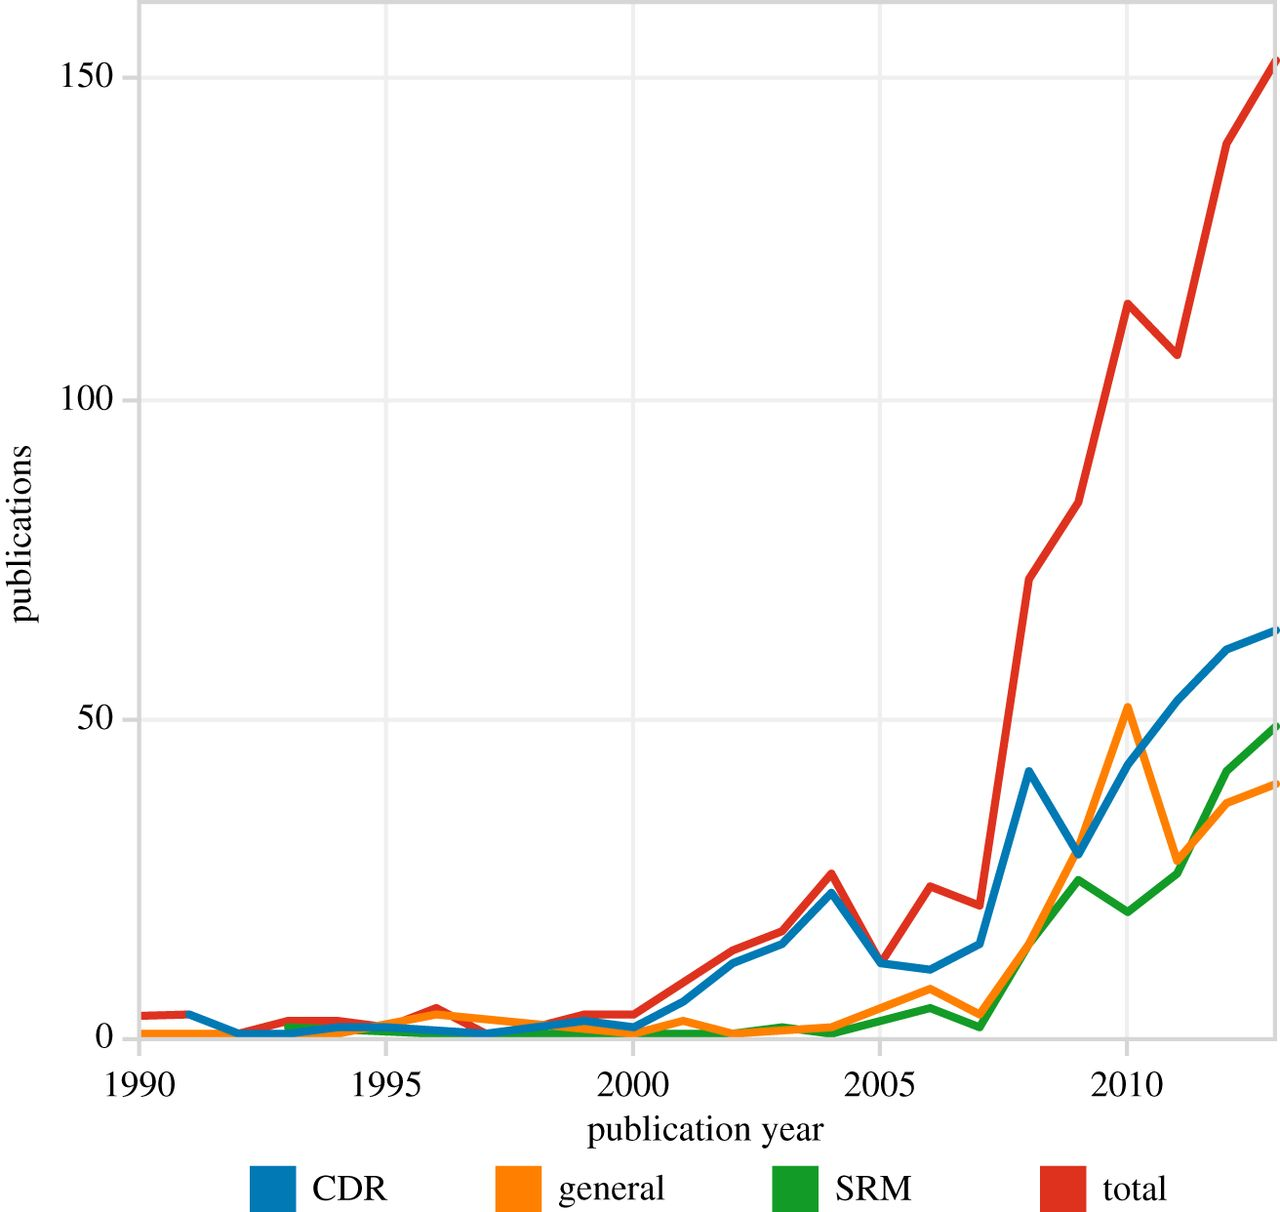 150
100
50
0
publications
1990 1995 2000 2005 2010
publication year
CDR general SRM total